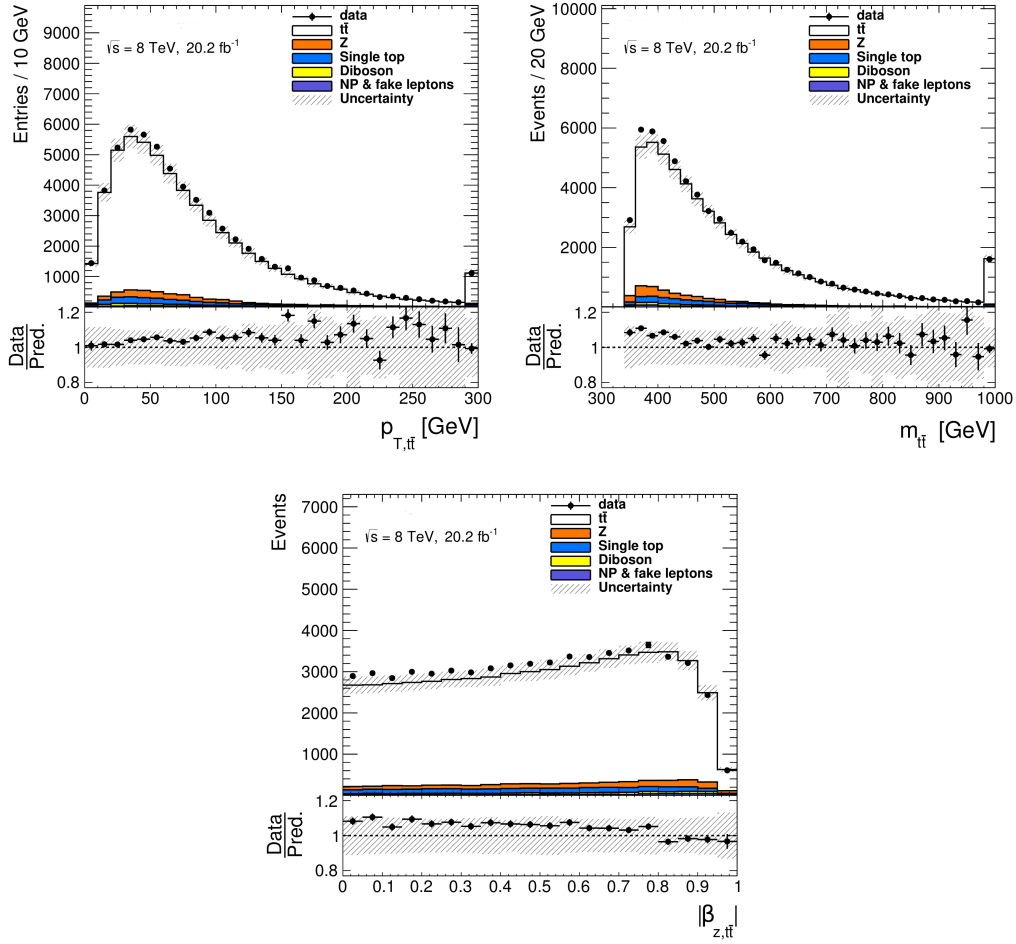 Entries / 10 GeV
9000
8000
7000
6000
5000
4000
3000
2000
1000
√s = 8 TeV, 20.2 fb⁻¹
data
tt̄
Z
Single top
Diboson
NP & fake leptons
Uncertainty
Data
Pred.
1.2
1
0.8
0 50 100 150 200 250 300
p_T,tt̄ [GeV]
Events / 20 GeV
10000
8000
6000
4000
2000
√s = 8 TeV, 20.2 fb⁻¹
data
tt̄
Z
Single top
Diboson
NP & fake leptons
Uncertainty
Data
Pred.
1.2
1
0.8
300 400 500 600 700 800 900 1000
m_tt̄ [GeV]
Events
7000
6000
5000
4000
3000
2000
1000
√s = 8 TeV, 20.2 fb⁻¹
data
tt̄
Z
Single top
Diboson
NP & fake leptons
Uncertainty
Data
Pred.
1.2
1
0.8
0 0.1 0.2 0.3 0.4 0.5 0.6 0.7 0.8 0.9 1
|β_z,tt̄|